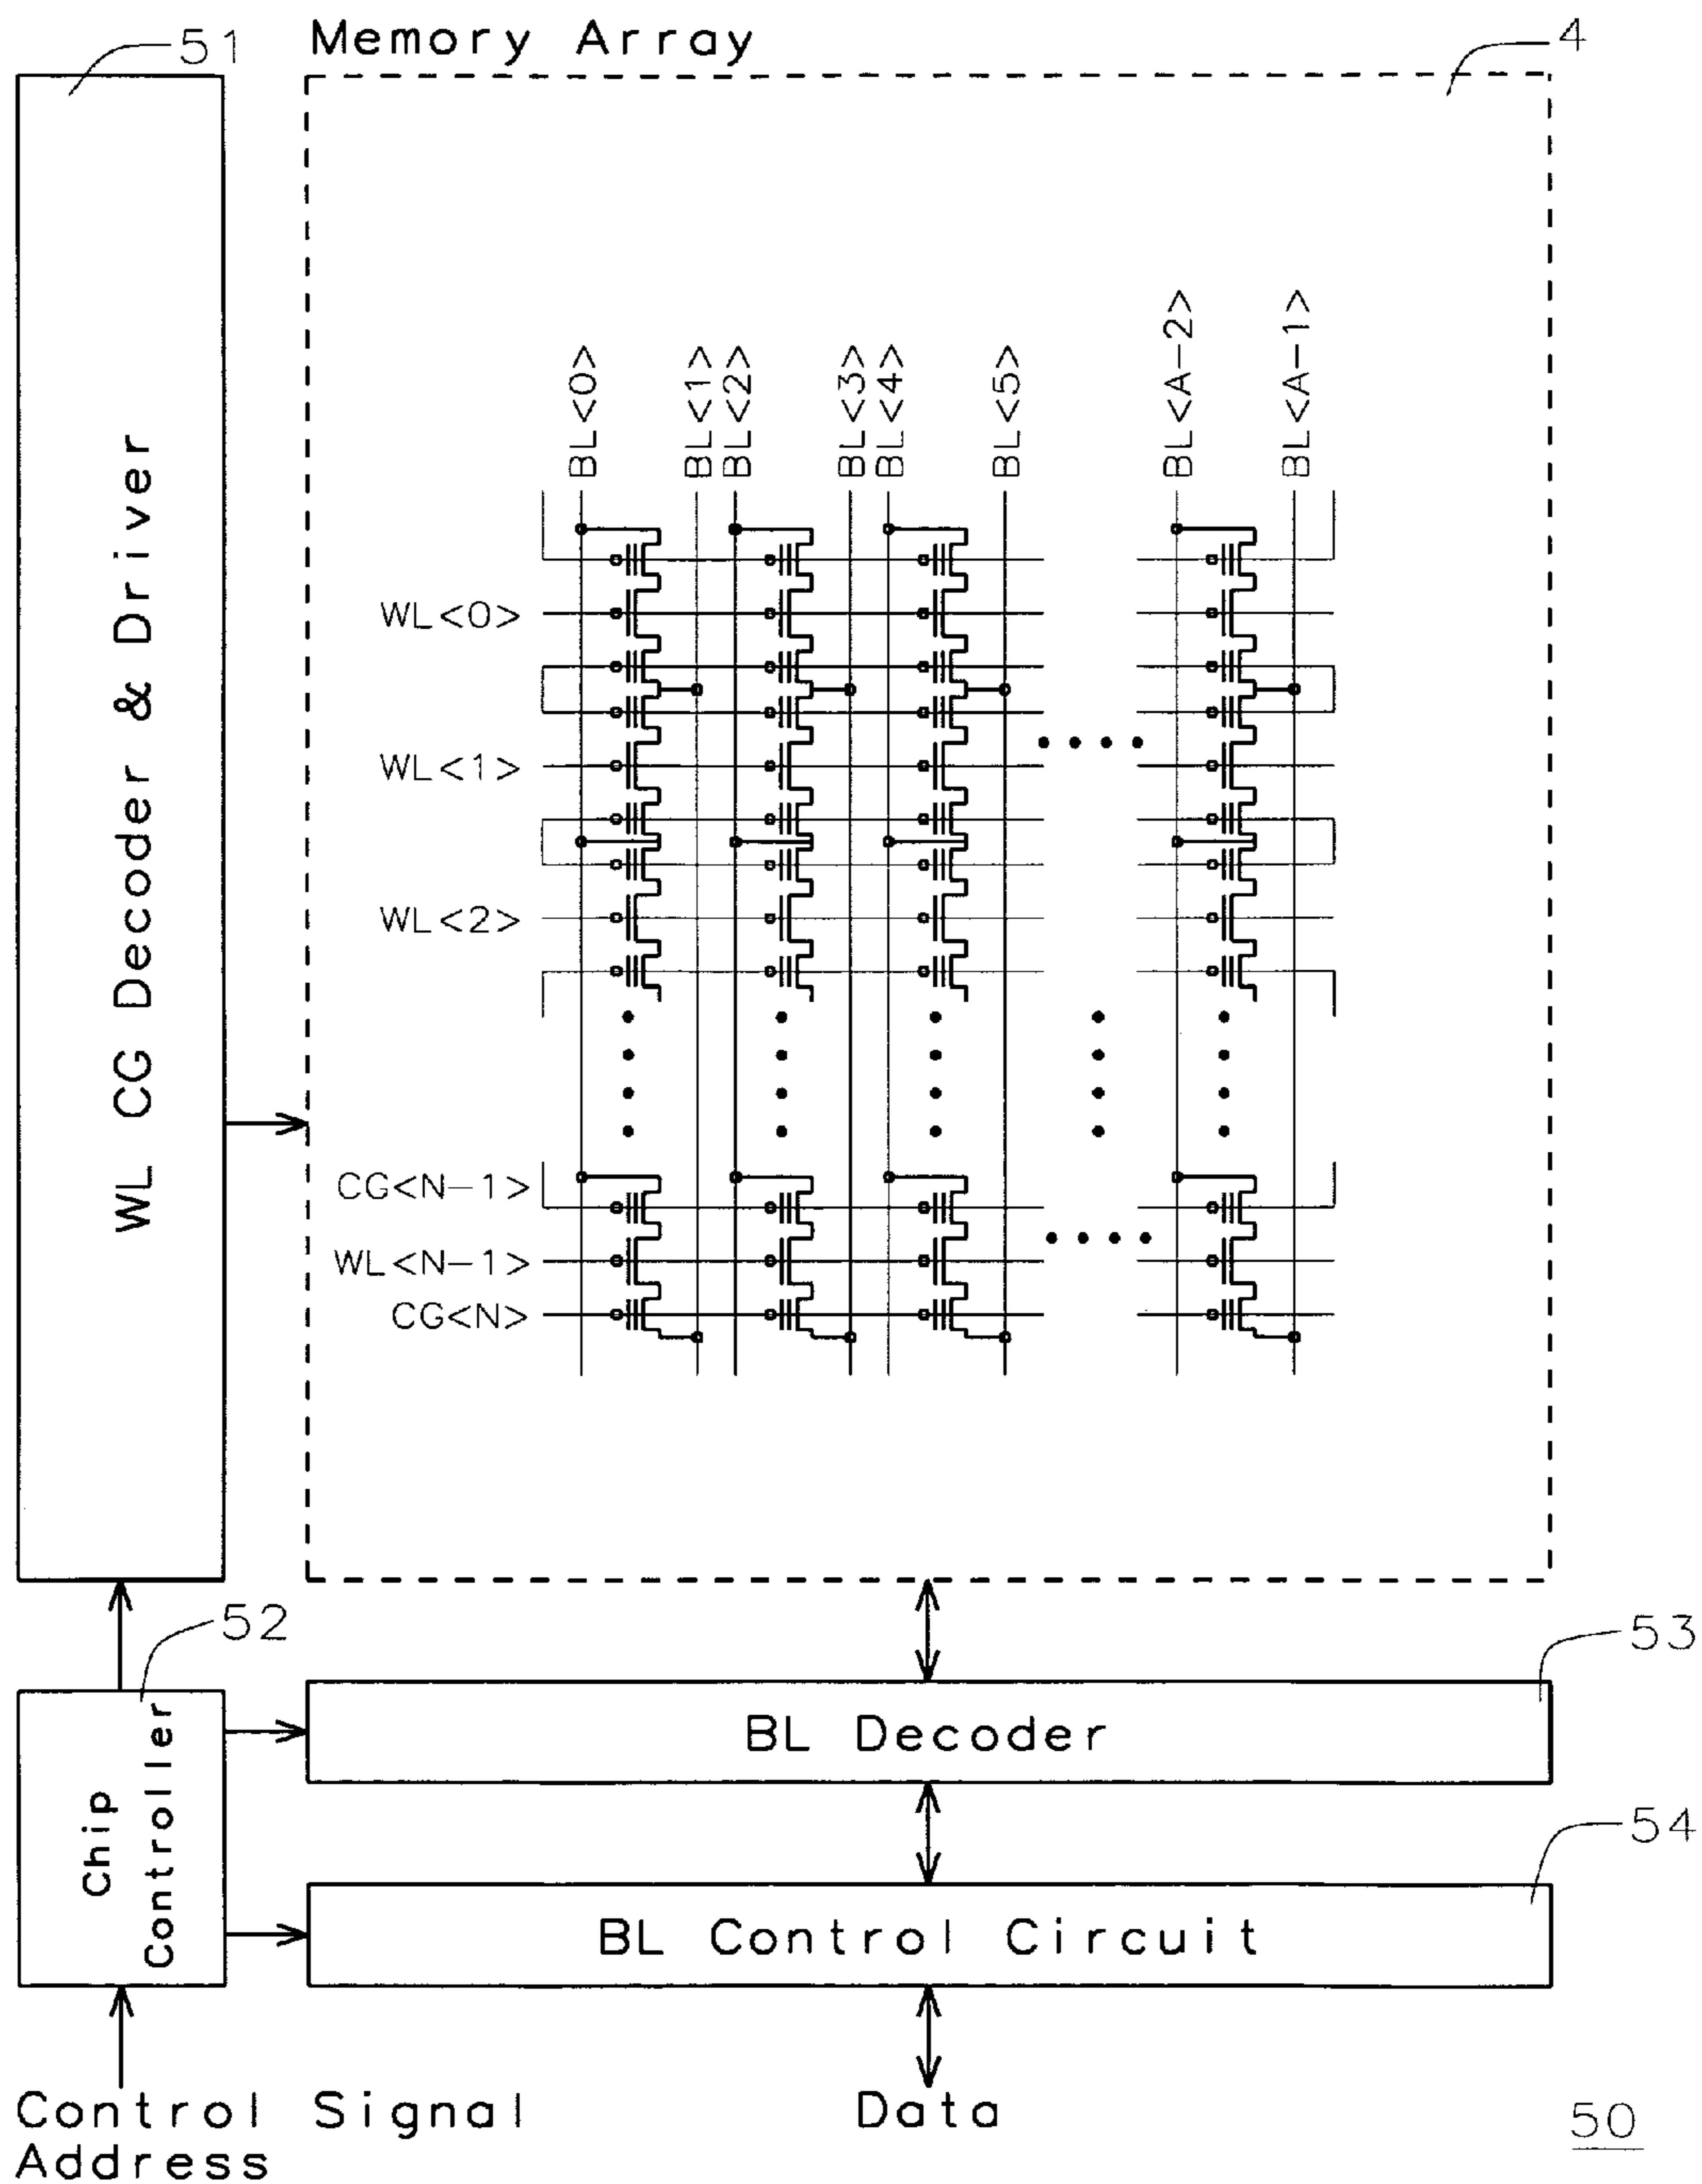 51
Memory Array
4
WL CG Decoder & Driver
BL<0>
BL<1>
BL<2>
BL<3>
BL<4>
BL<5>
BL<A-2>
BL<A-1>
WL<0>
WL<1>
WL<2>
CG<N-1>
WL<N-1>
CG<N>
52
53
Chip
Controller
BL Decoder
54
BL Control Circuit
Control Signal
Address
Data
50